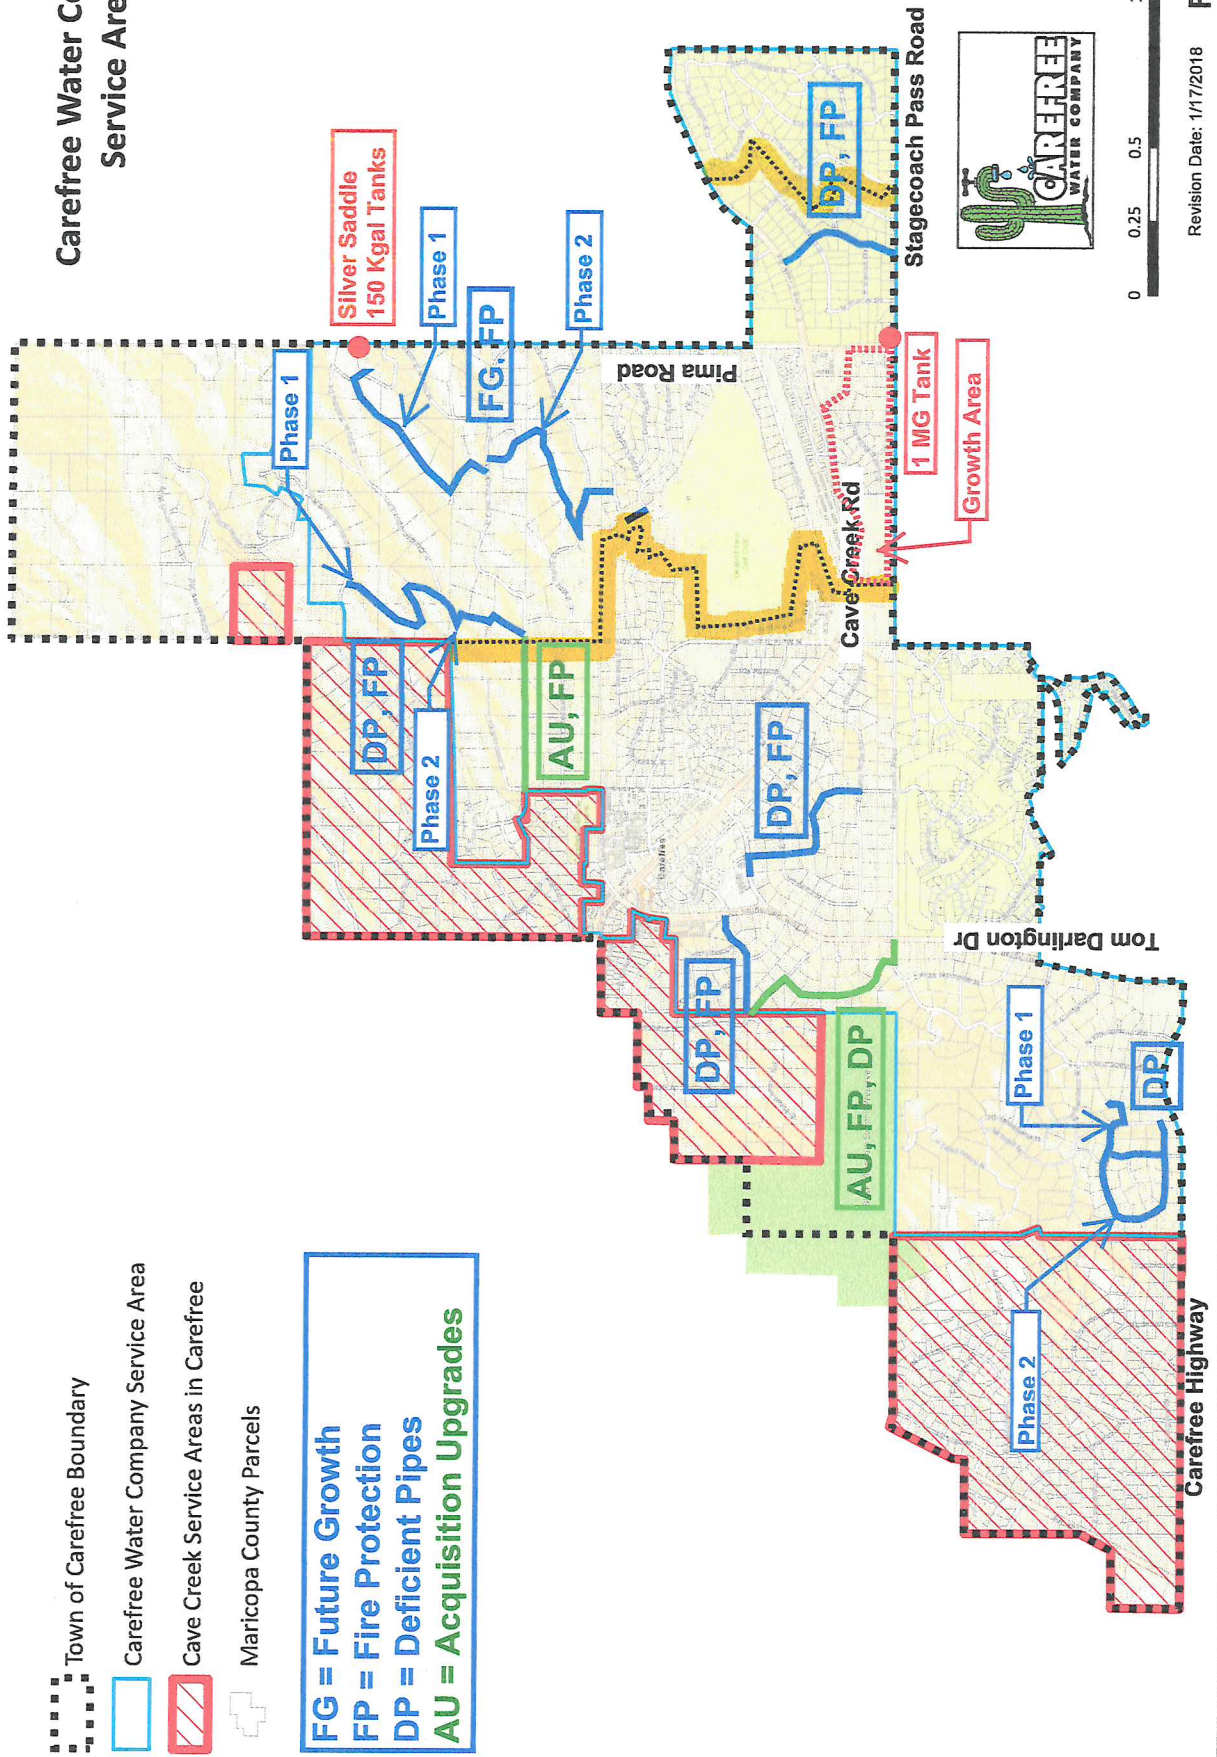 Carefree Water Co
Service Are
Town of Carefree Boundary
Carefree Water Company Service Area
Cave Creek Service Areas in Carefree
Maricopa County Parcels
FG = Future Growth
FP = Fire Protection
DP = Deficient Pipes
AU = Acquisition Upgrades
Silver Saddle
150 Kgal Tanks
Phase 1
Phase 1
FG, FP
Phase 2
DP, FP
Phase 2
AU, FP
Pima Road
DP, FP
Stagecoach Pass Road
1 MG Tank
Growth Area
Cave Creek Rd
DP, FP
Carefree
DP, FP
AU, FP, DP
Tom Darlington Dr
Phase 1
DP
Phase 2
Carefree Highway
CAREFREE
WATER COMPANY
0 0.25 0.5
Revision Date: 1/17/2018